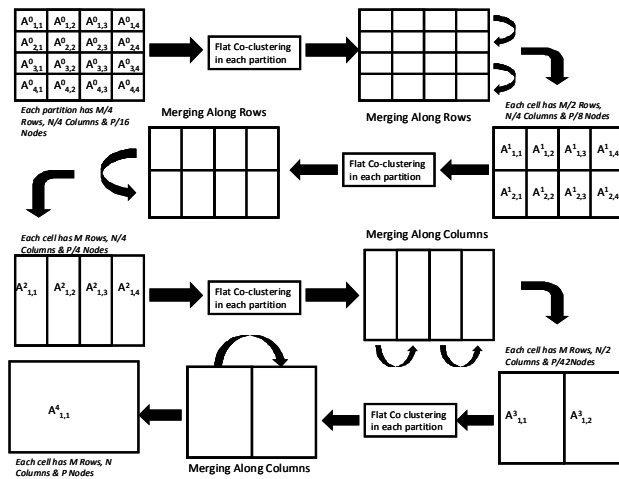 A⁰1,1 A⁰1,2 A⁰1,3 A⁰1,4
A⁰2,1 A⁰2,2 A⁰2,3 A⁰2,4
A⁰3,1 A⁰3,2 A⁰3,3 A⁰3,4
A⁰4,1 A⁰4,2 A⁰4,3 A⁰4,4
Each partition has M/4
Rows, N/4 Columns & P/16
Nodes
Flat Co-clustering
in each partition
Merging Along Rows
Each cell has M/2 Rows,
N/4 Columns & P/8 Nodes
Merging Along Rows
Flat Co-clustering
in each partition
A¹1,1 A¹1,2 A¹1,3 A¹1,4
A¹2,1 A¹2,2 A¹2,3 A¹2,4
Each cell has M Rows, N/4
Columns & P/4 Nodes
A²1,1 A²1,2 A²1,3 A²1,4
Flat Co-clustering
in each partition
Merging Along Columns
Each cell has M Rows, N/2
Columns & P/42Nodes
A⁴1,1
Each cell has M Rows, N
Columns & P Nodes
Merging Along Columns
Flat Co clustering
in each partition
A³1,1 A³1,2